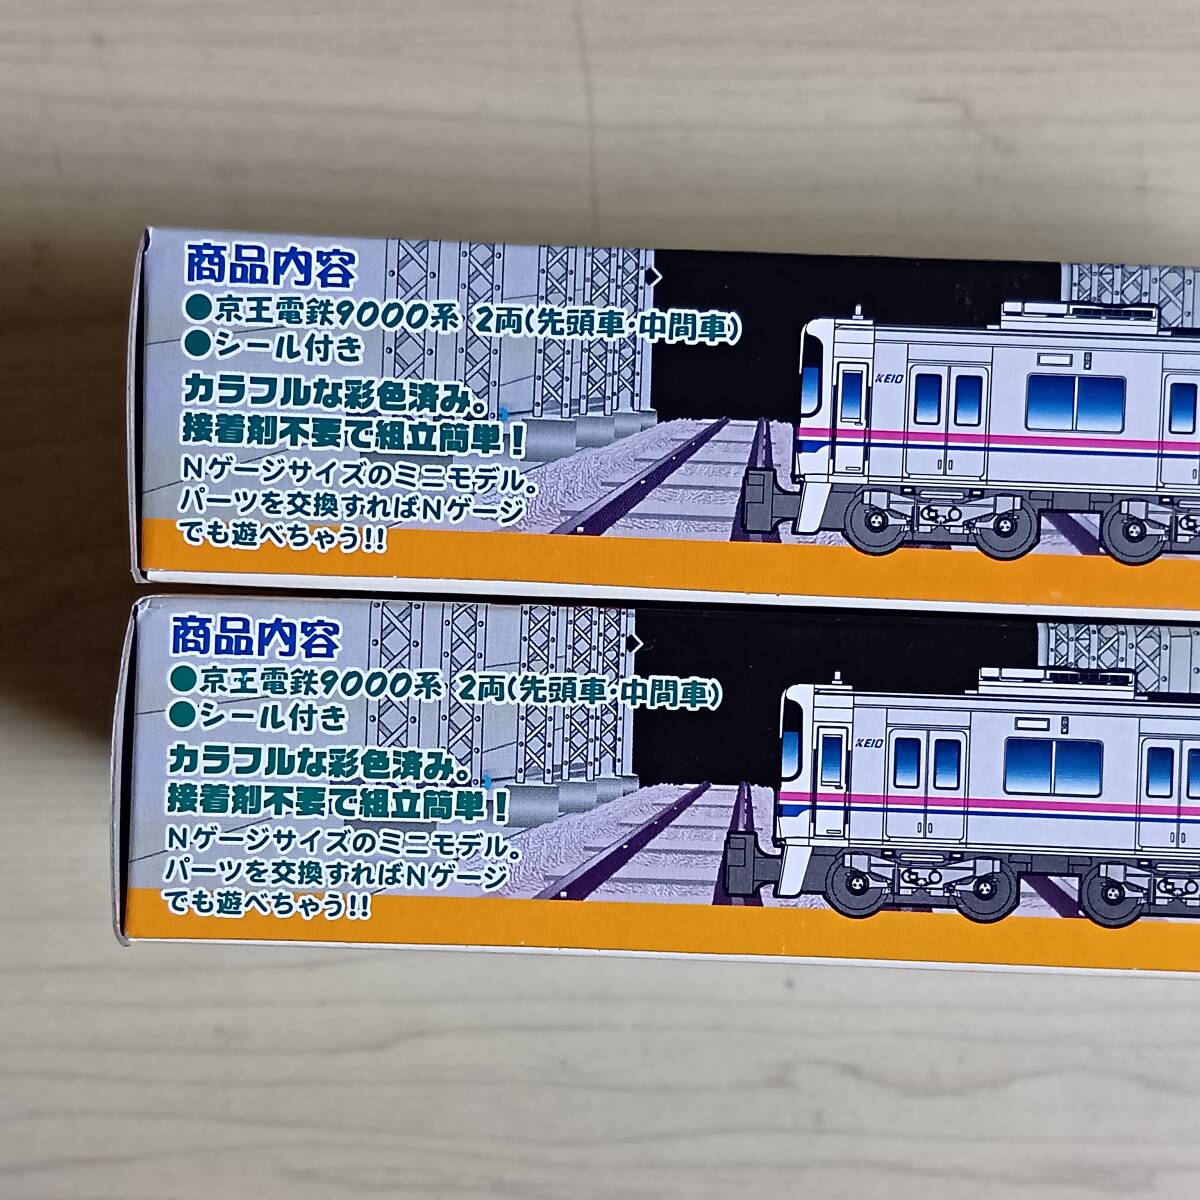 商品内容
●京王電鉄9000系 2両(先頭車・中間車)
●シール付き
カラフルな彩色済み。
接着剤不要で組立簡単！
Nゲージサイズのミニモデル。
パーツを交換すればNゲージ
でも遊べちゃう!!
KEIO
商品内容
●京王電鉄9000系 2両(先頭車・中間車)
●シール付き
カラフルな彩色済み。
接着剤不要で組立簡単！
Nゲージサイズのミニモデル。
パーツを交換すればNゲージ
でも遊べちゃう!!
KEIO